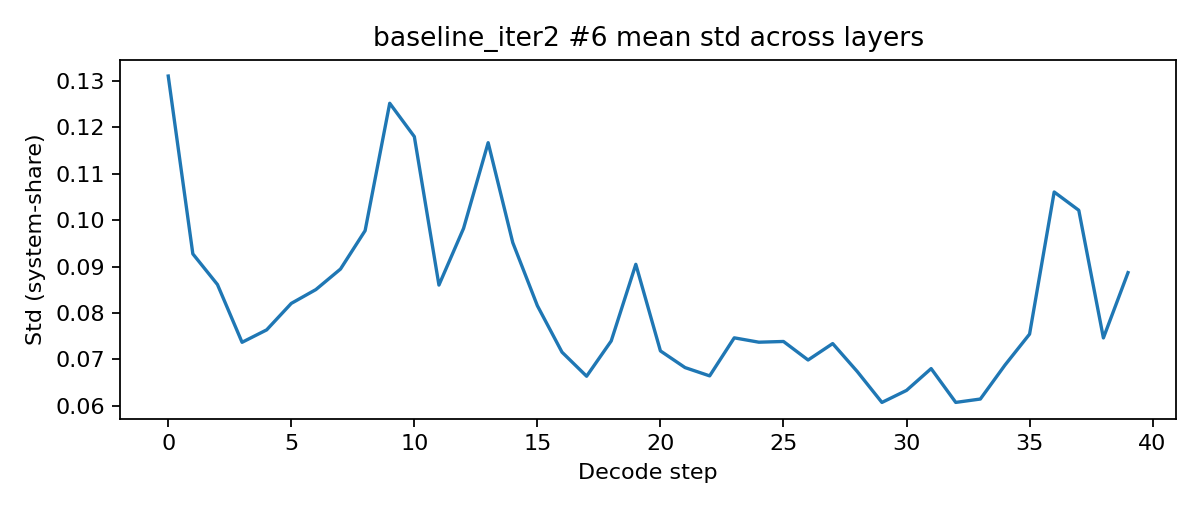 baseline_iter2 #6 mean std across layers
Std (system-share)
0.13
0.12
0.11
0.10
0.09
0.08
0.07
0.06
0 5 10 15 20 25 30 35 40
Decode step